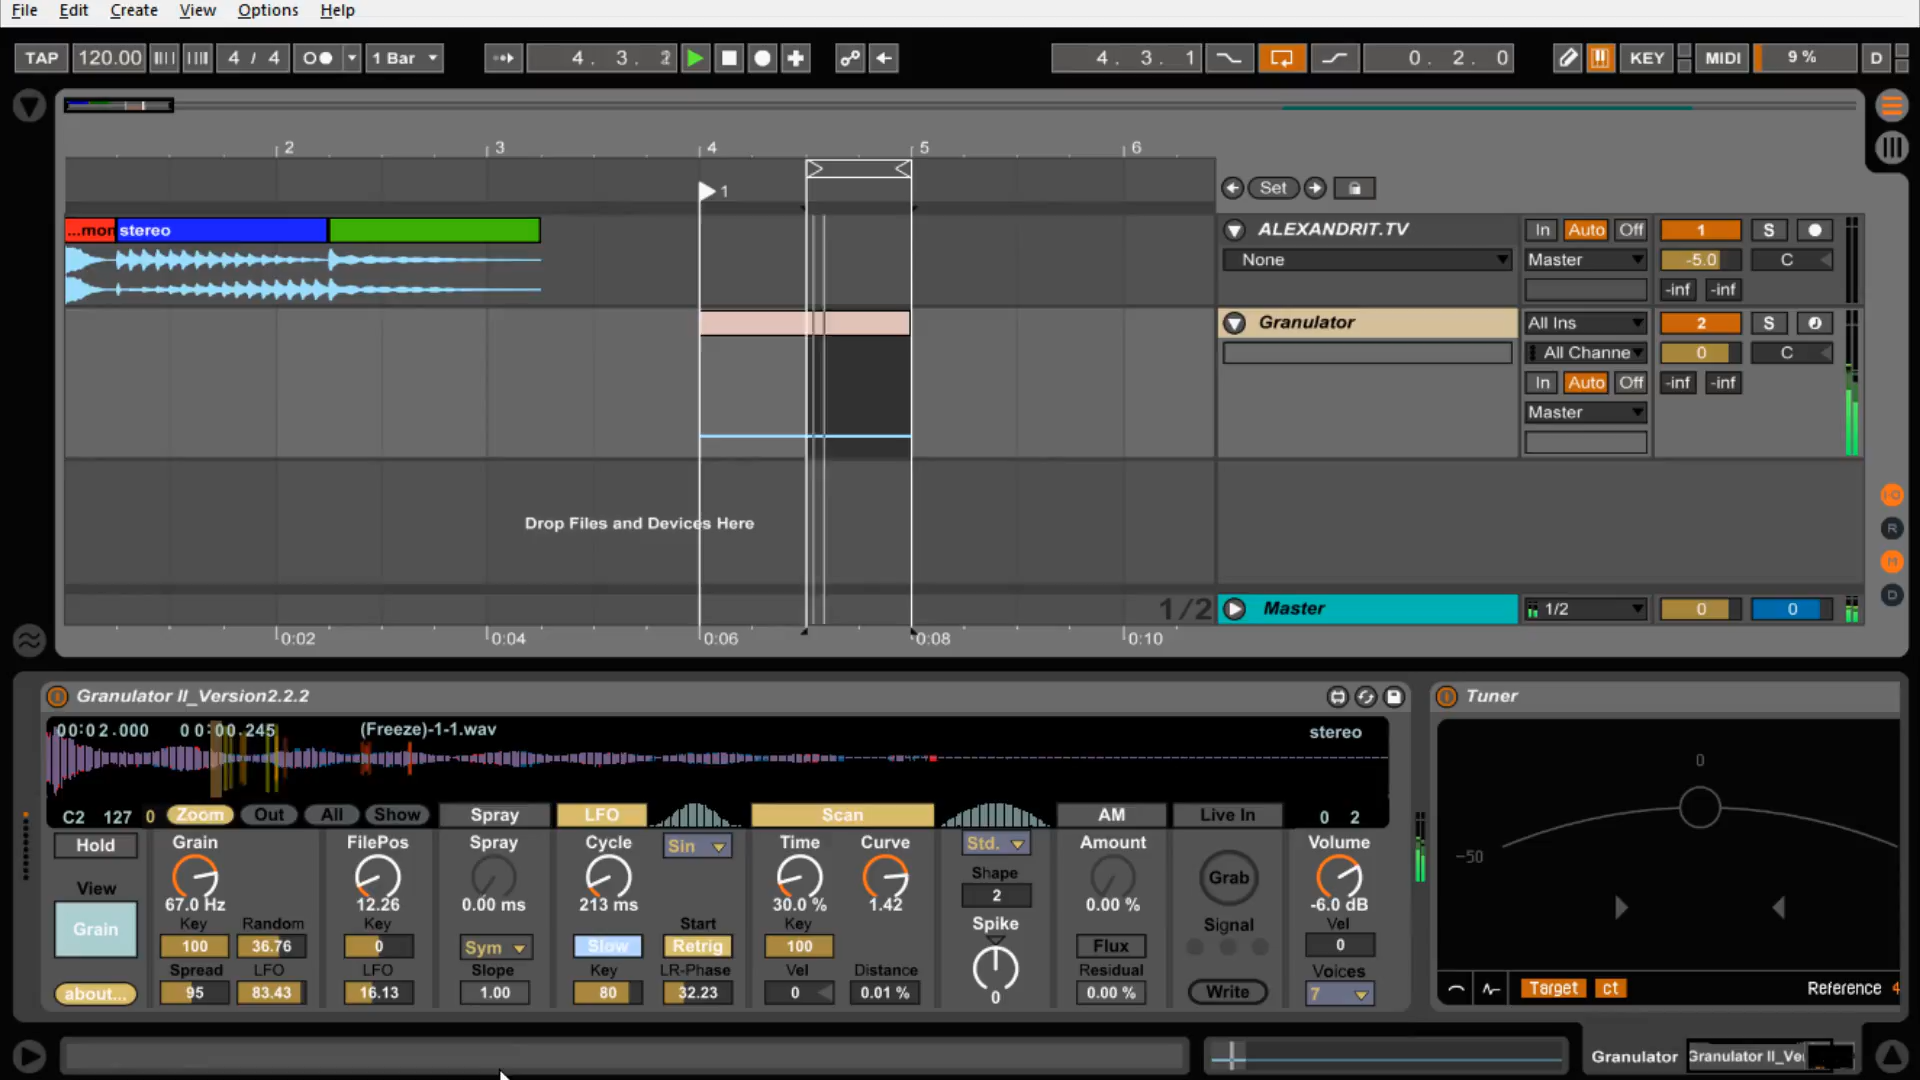 File Edit Create View Options Help
TAP 120.00 4 / 4 1 Bar 4. 3. 2 4. 3. 1 0. 2. 0 KEY MIDI 9 % D
2 3 4 5 6
1 Set
...mon stereo ALEXANDRIT.TV In Auto Off 1 S
None Master -5.0 C
-inf -inf
Granulator All Ins 2 S
All Channe 0 C
In Auto Off -inf -inf
Master
Drop Files and Devices Here
1/2 Master 1/2 0 0
0:02 0:04 0:06 0:08 0:10
I·O
R
M
D
Granulator II_Version2.2.2 Tuner
00:02.000 00:00.245 (Freeze)-1-1.wav stereo
C2 127 0 Zoom Out All Show Spray LFO Scan AM Live In 0 2
Hold Grain FilePos Spray Cycle Sin Time Curve Std. Amount Grab Volume
67.0 Hz 12.26 0.00 ms 213 ms 30.0 % 1.42 Shape 2 0.00 % -6.0 dB
View Key Random Key Start Key Spike Signal Vel
Grain 100 36.76 0 Sym Slow Retrig 100 Flux 0
Spread LFO LFO Slope Key LR-Phase Vel Distance Residual Voices
about... 95 83.43 16.13 1.00 80 32.23 0 0.01 % 0 0.00 % Write 7
0
-50
Target ct Reference 4
Granulator Granulator II_Ve